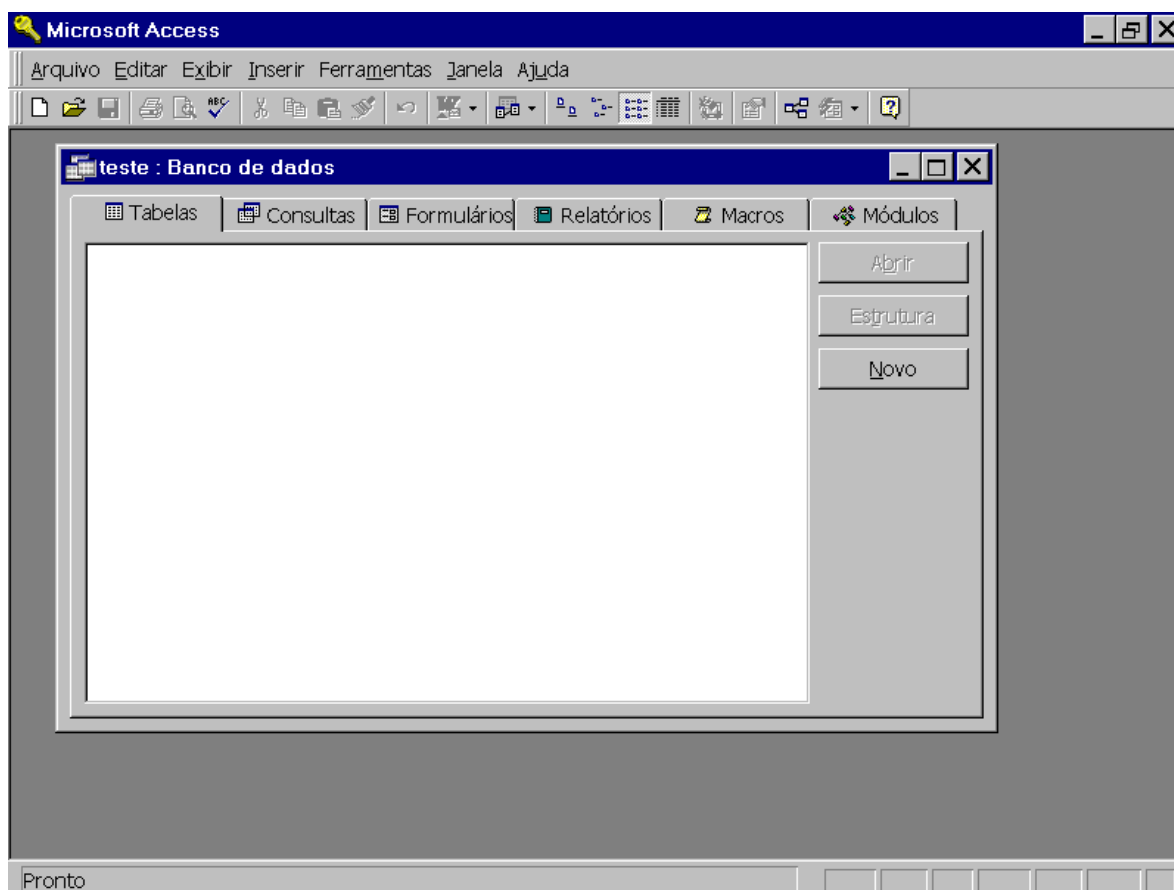 Microsoft Access
Arquivo Editar Exibir Inserir Ferramentas Janela Ajuda
ABC
teste : Banco de dados
Tabelas Consultas Formulários Relatórios Macros Módulos
Abrir
Estrutura
Novo
Pronto